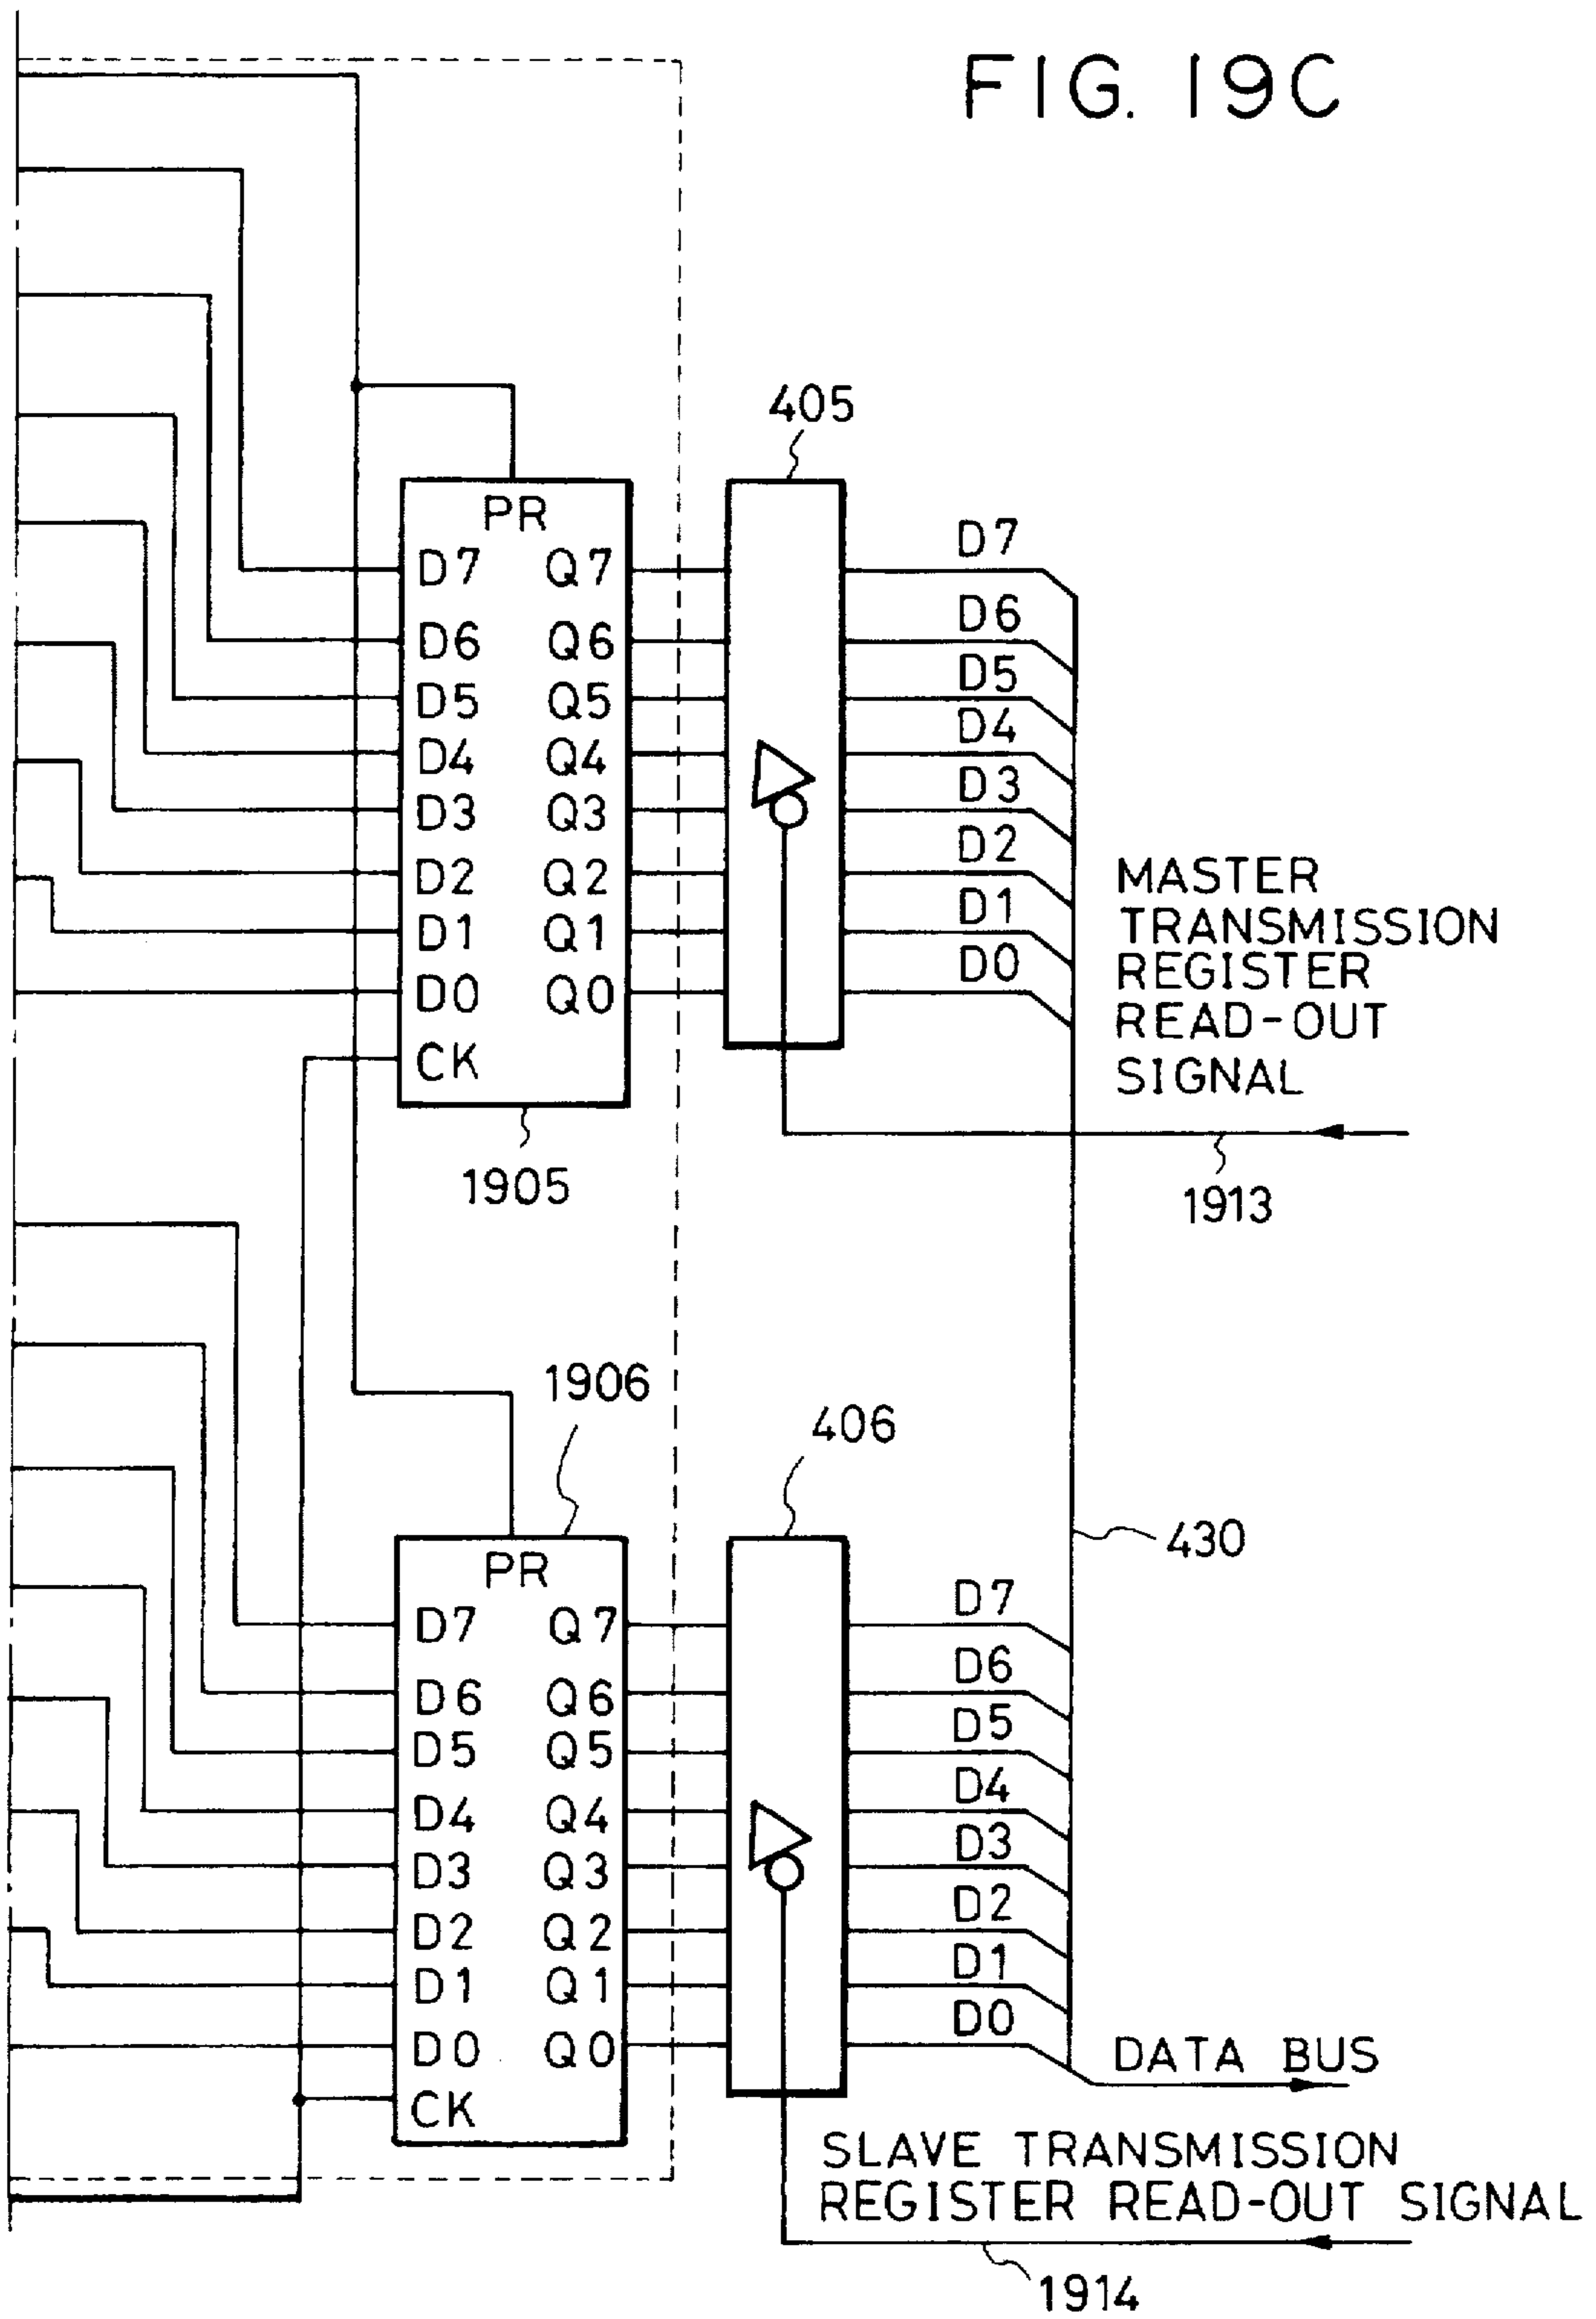 FIG. 19C
405
PR
D7 Q7
D6 Q6
D5 Q5
D4 Q4
D3 Q3
D2 Q2
D1 Q1
D0 Q0
CK
1905
D7
D6
D5
D4
D3
D2
D1
D0
MASTER
TRANSMISSION
REGISTER
READ-OUT
SIGNAL
1913
1906
406
430
PR
D7 Q7
D6 Q6
D5 Q5
D4 Q4
D3 Q3
D2 Q2
D1 Q1
D0 Q0
CK
D7
D6
D5
D4
D3
D2
D1
D0
DATA BUS
SLAVE TRANSMISSION
REGISTER READ-OUT SIGNAL
1914